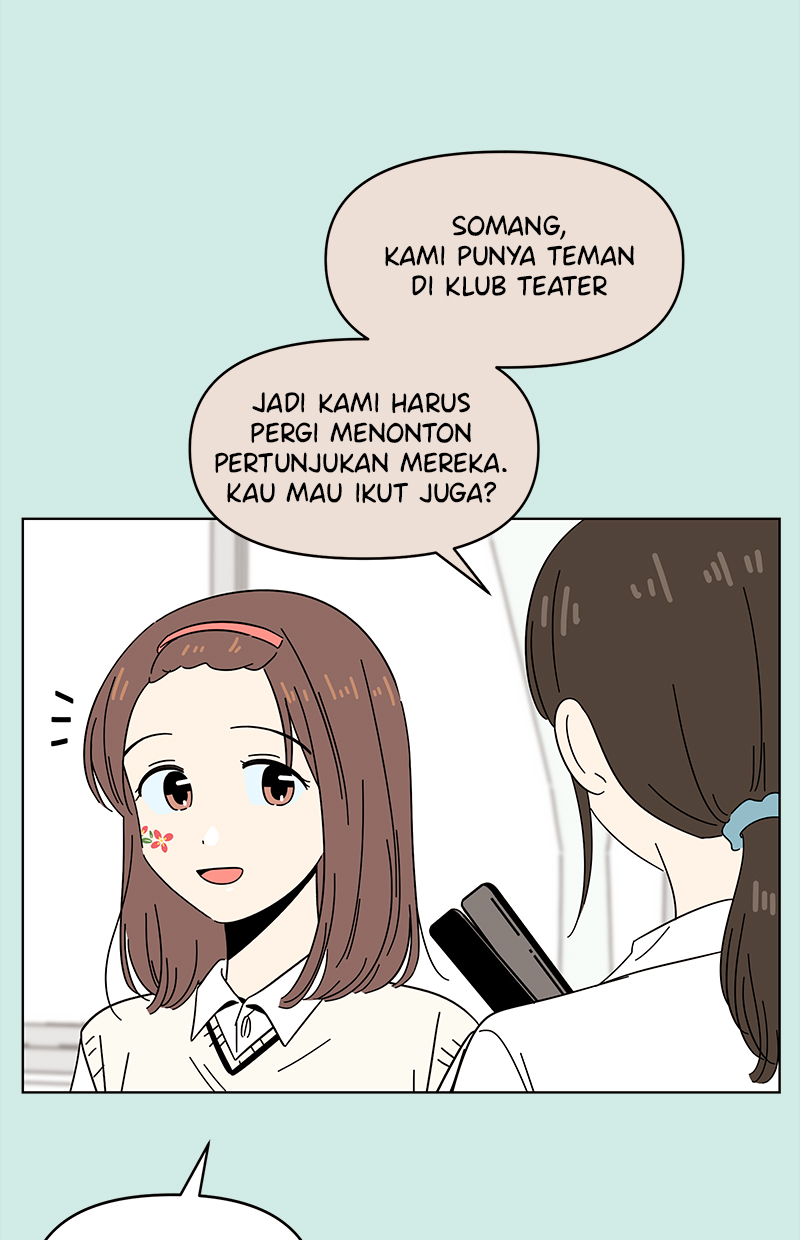 SOMANG,
KAMI PUNYA TEMAN
DI KLUB TEATER
JADI KAMI HARUS
PERGI MENONTON
PERTUNJUKAN MEREKA.
KAU MAU IKUT JUGA?